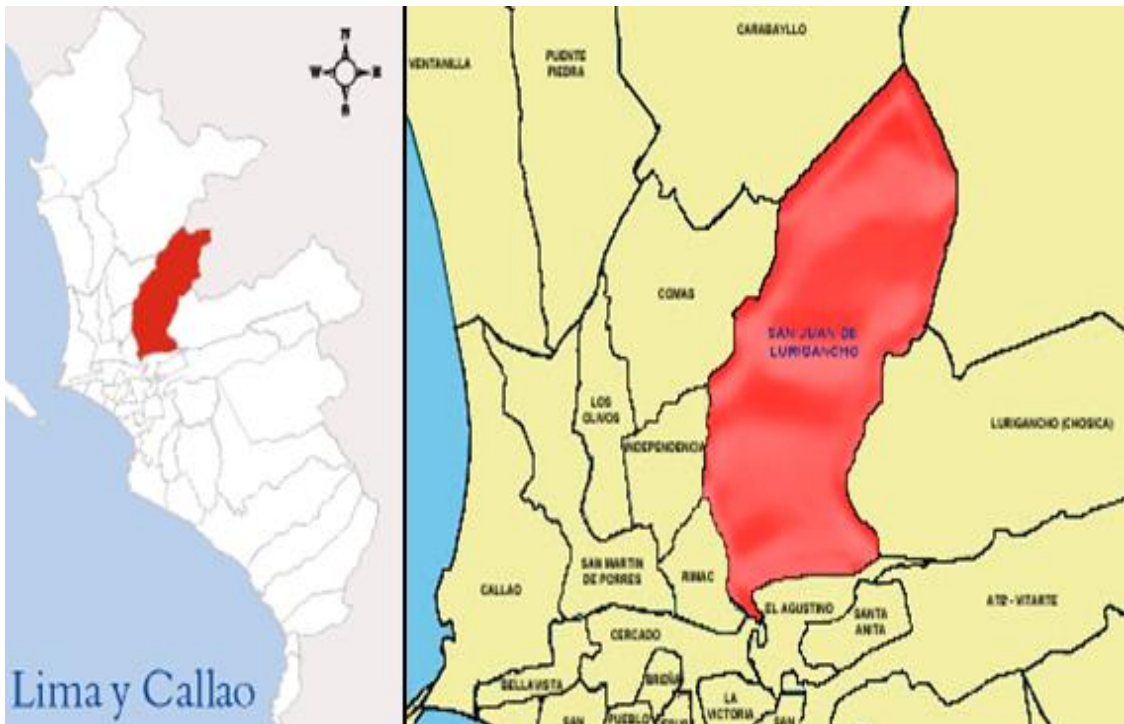 N
W
E
S
Lima y Callao
CARABAYLLO
VENTANILLA
PUENTE
PIEDRA
COMAS
SAN JUAN DE
LURIGANCHO
LOS
OLIVOS
INDEPENDENCIA
LURIGANCHO (CHOSICA)
SAN MARTIN
DE PORRES
RIMAC
CALLAO
EL AGUSTINO
SANTA
ANITA
ATE - VITARTE
CERCADO
BELLAVISTA
BREÑA
LA
VICTORIA
SAN
PUEBLO
SAN